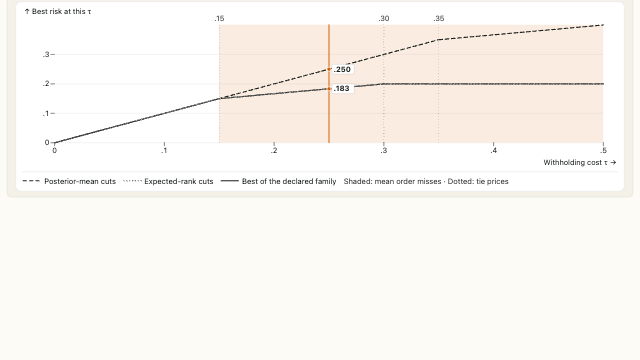 ↑ Best risk at this τ
.15 .30 .35
.3
.250
.2
.183
.1
0
0 .1 .2 .3 .4 .5
Withholding cost τ →
Posterior-mean cuts Expected-rank cuts Best of the declared family Shaded: mean order misses · Dotted: tie prices